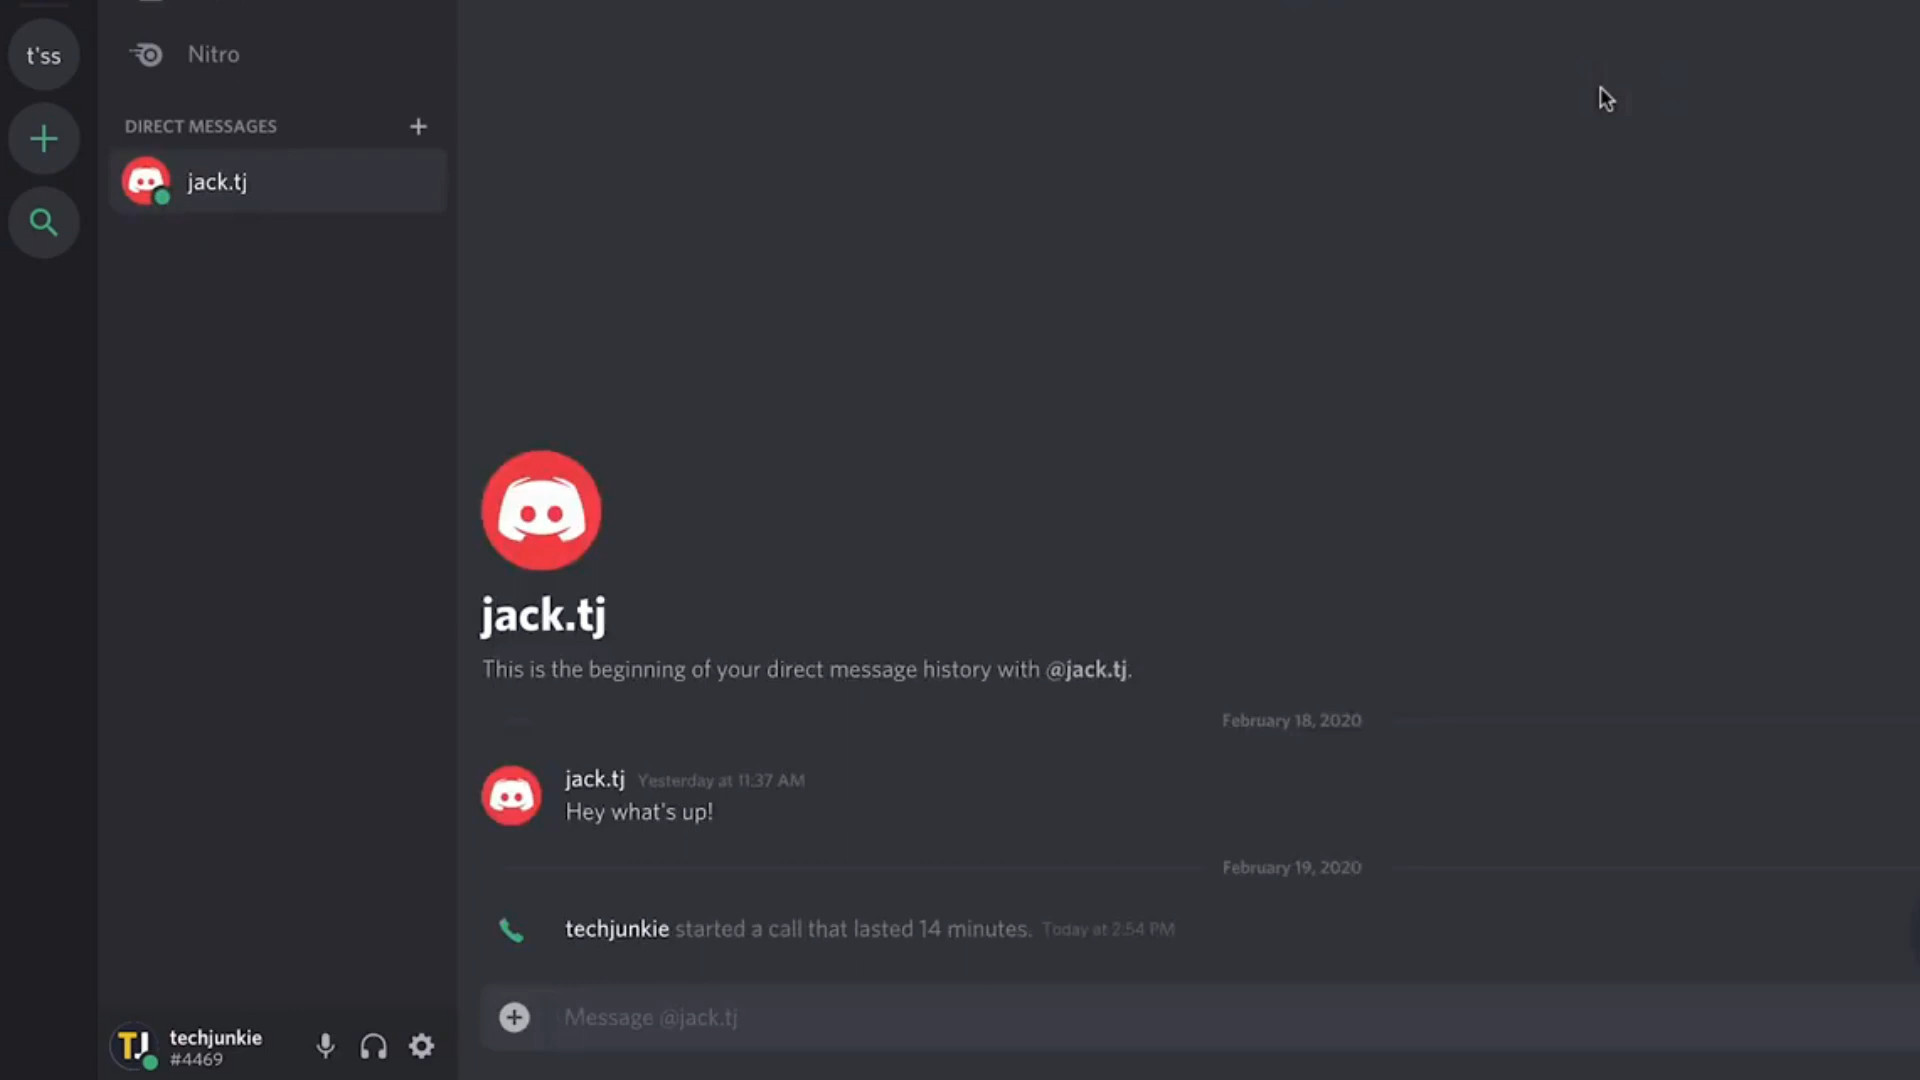 t'ss
Nitro
DIRECT MESSAGES
jack.tj
jack.tj
This is the beginning of your direct message history with @jack.tj.
February 18, 2020
jack.tj Yesterday at 11:37 AM
Hey what's up!
February 19, 2020
techjunkie started a call that lasted 14 minutes. Today at 2:54 PM
Message @jack.tj
TJ
techjunkie
#4469